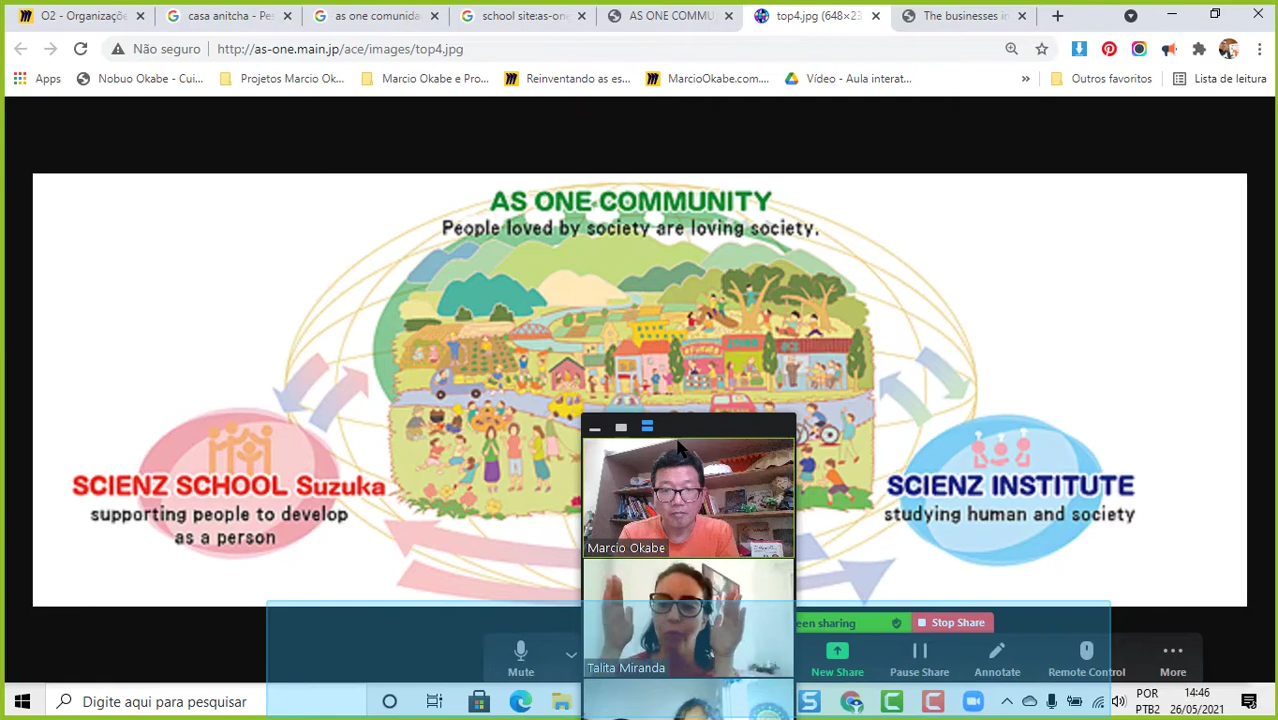 O2 - Organizaçõe
casa anitcha - Pes
as one comunida
school site:as-one
AS ONE COMMU
top4.jpg (648×23
The businesses in
Não seguro
http://as-one.main.jp/ace/images/top4.jpg
Apps
Nobuo Okabe - Cui...
Projetos Marcio Ok...
Marcio Okabe e Pro...
Reinventando as es...
MarcioOkabe.com....
Vídeo - Aula interat...
»
Outros favoritos
Lista de leitura
AS ONE COMMUNITY
People loved by society are loving society.
SCIENZ SCHOOL Suzuka
supporting people to develop
as a person
SCIENZ INSTITUTE
studying human and society
Marcio Okabe
Talita Miranda
een sharing
Stop Share
Mute
New Share
Pause Share
Annotate
Remote Control
More
Digite aqui para pesquisar
POR
PTB2
14:46
26/05/2021